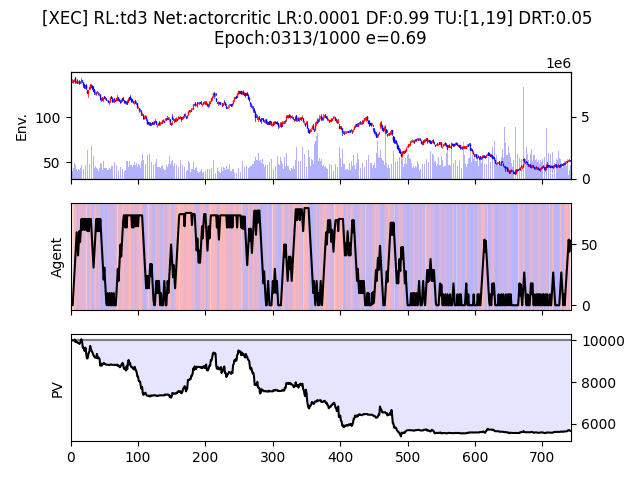 [XEC] RL:td3 Net:actorcritic LR:0.0001 DF:0.99 TU:[1,19] DRT:0.05
Epoch:0313/1000 e=0.69
1e6
Env.
100
50
5
0
Agent
50
0
PV
10000
8000
6000
0 100 200 300 400 500 600 700